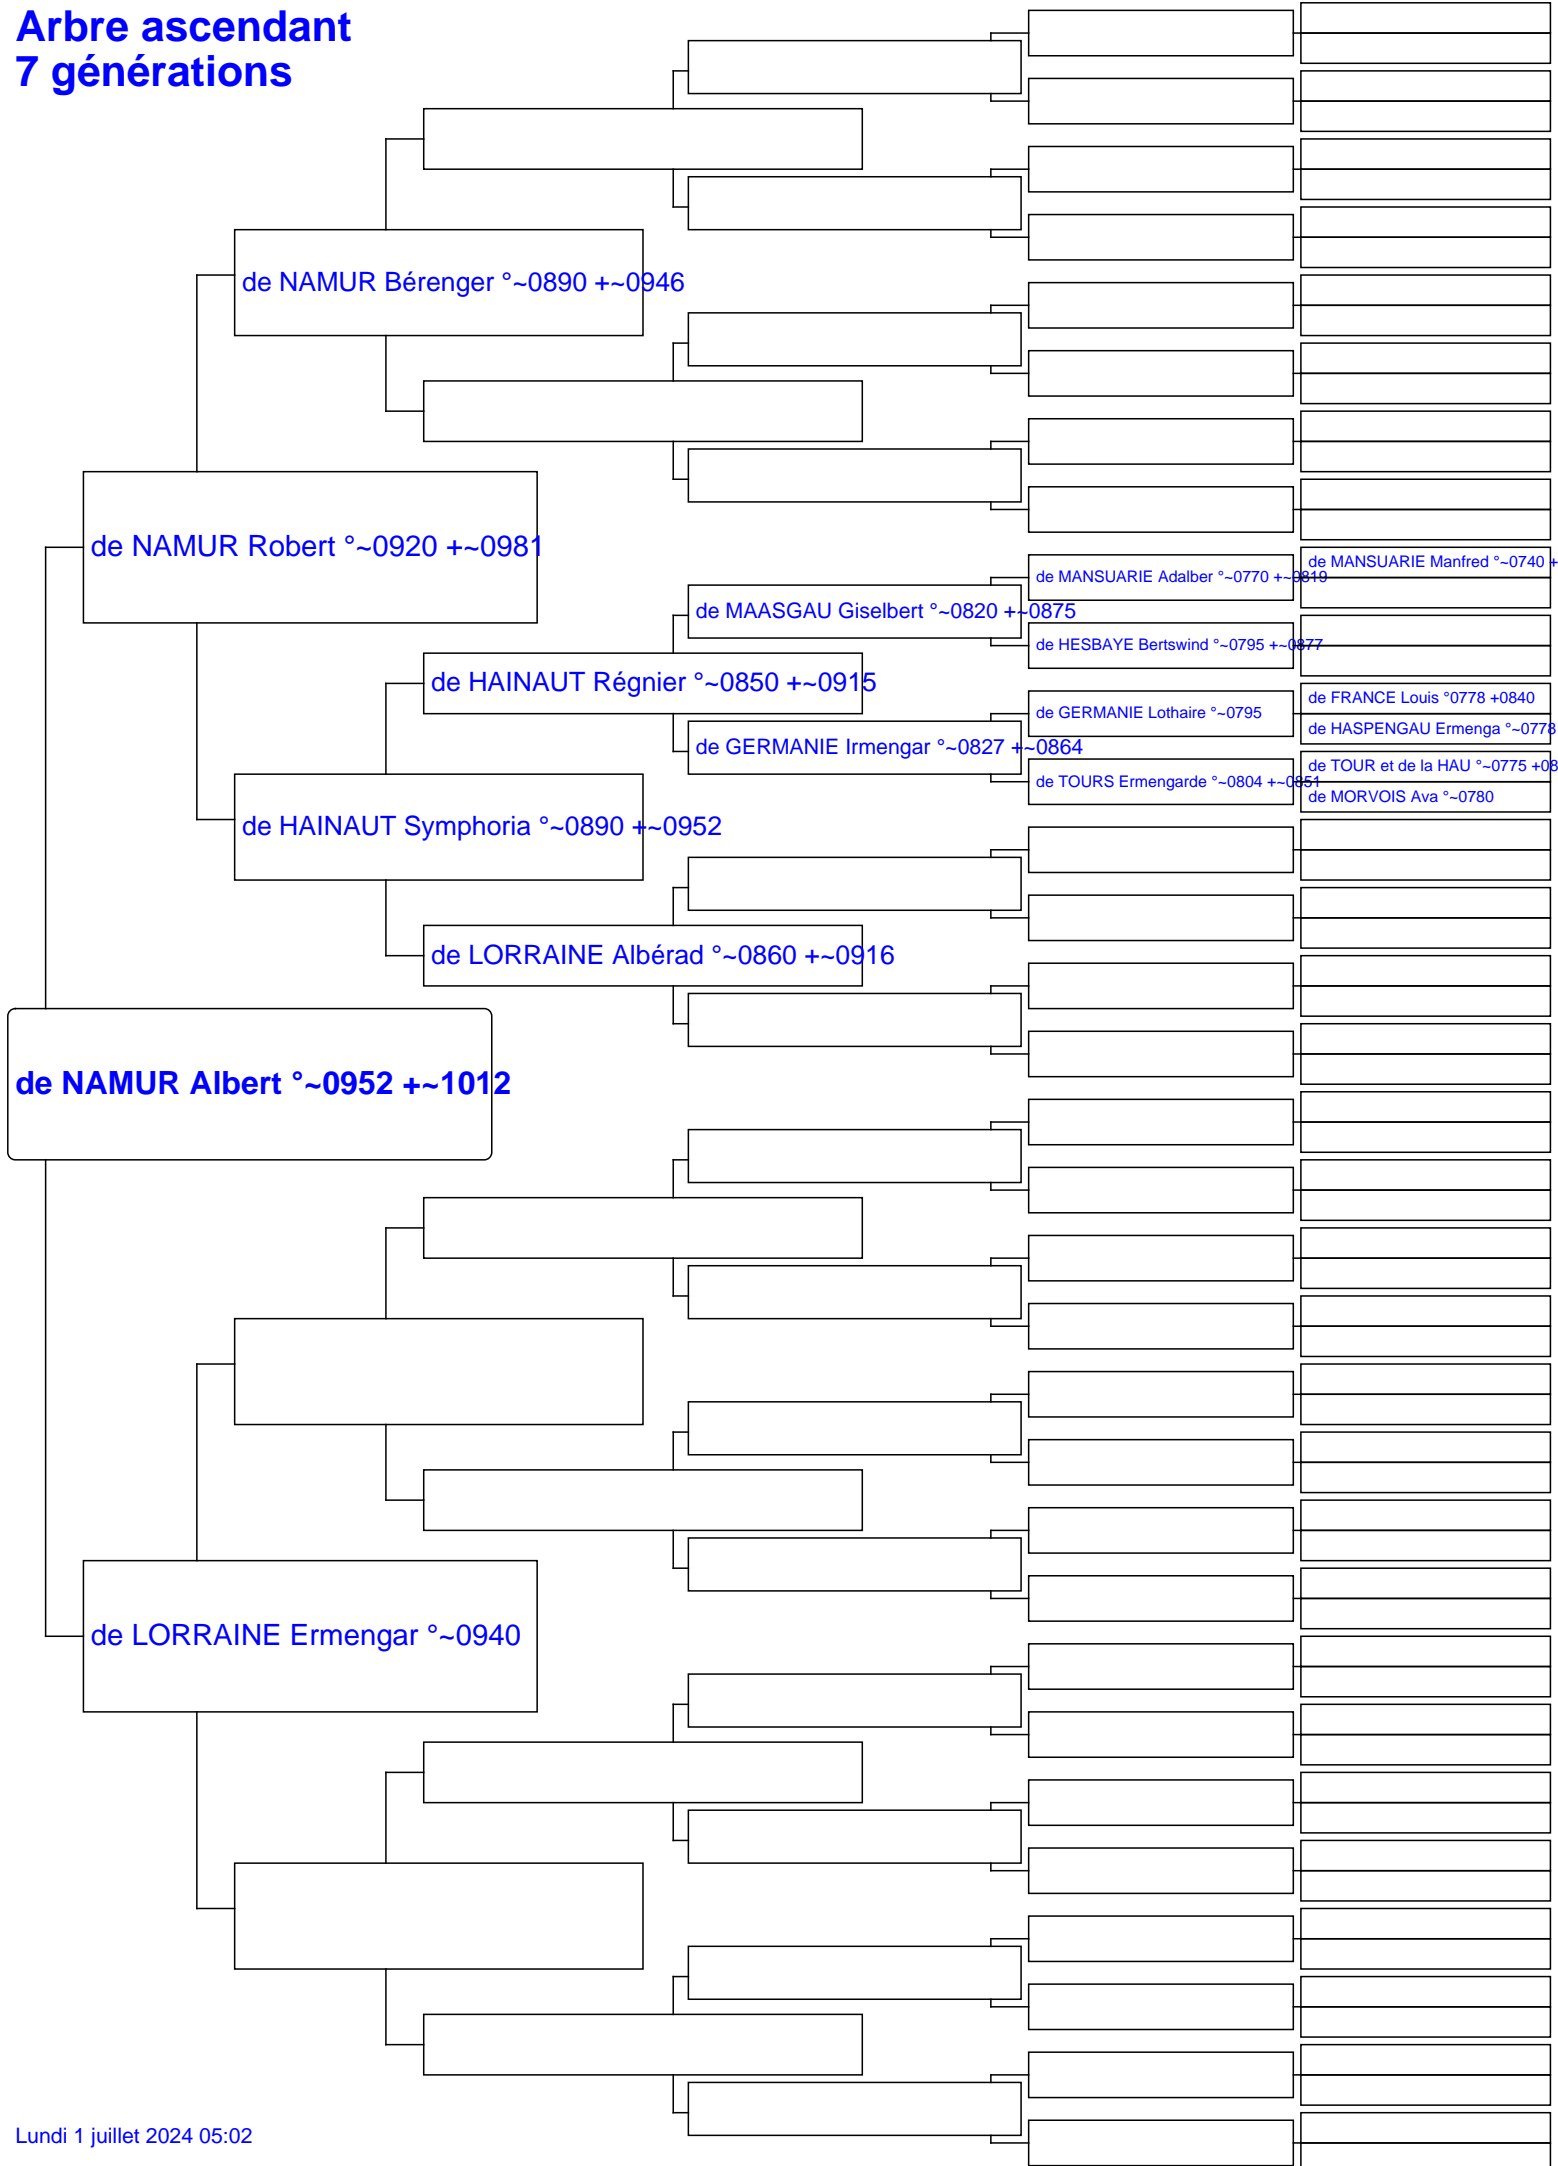 Arbre ascendant
7 générations
de NAMUR Bérenger °~0890 +~0946
de NAMUR Robert °~0920 +~0981
de MANSUARIE Manfred °~0740 +
de MANSUARIE Adalber °~0770 +~0819
de MAASGAU Giselbert °~0820 +~0875
de HESBAYE Bertswind °~0795 +~0877
de HAINAUT Régnier °~0850 +~0915
de FRANCE Louis °0778 +0840
de GERMANIE Lothaire °~0795
de HASPENGAU Ermenga °~0778
de GERMANIE Irmengar °~0827 +~0864
de TOUR et de la HAU °~0775 +08
de TOURS Ermengarde °~0804 +~0851
de MORVOIS Ava °~0780
de HAINAUT Symphoria °~0890 +~0952
de LORRAINE Albérad °~0860 +~0916
de NAMUR Albert °~0952 +~1012
de LORRAINE Ermengar °~0940
Lundi 1 juillet 2024 05:02